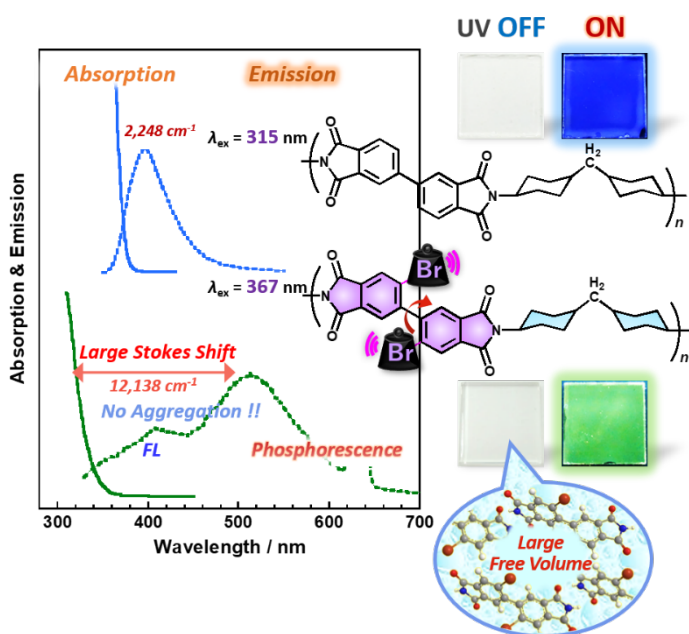 UV OFF ON
Absorption Emission
2,248 cm⁻¹
λex = 315 nm
O O
N N
O O
H₂
C
n
Br
λex = 367 nm
O O
N N
O O
H₂
C
n
Br
Large Stokes Shift
12,138 cm⁻¹
No Aggregation !!
FL
Phosphorescence
Absorption & Emission
300 400 500 600 700
Wavelength / nm
Large
Free Volume